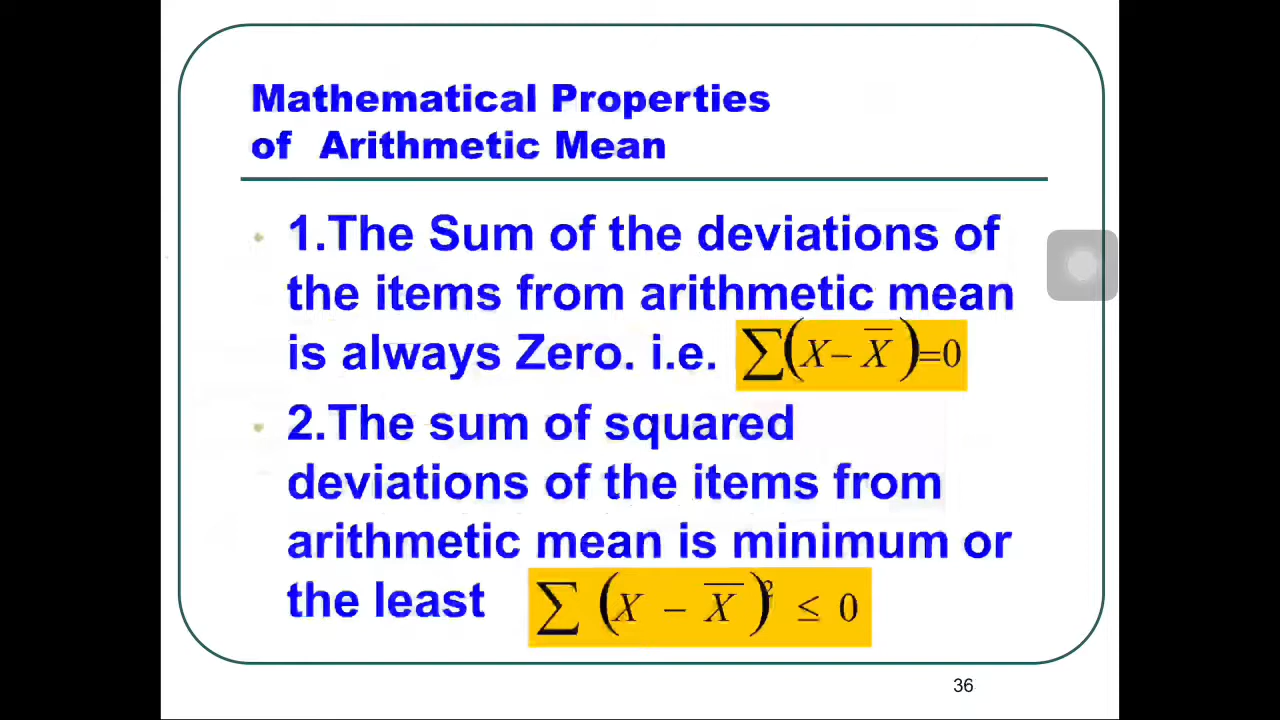 Mathematical Properties
of Arithmetic Mean
• 1.The Sum of the deviations of
the items from arithmetic mean
is always Zero. i.e. ∑(X− X̅)=0
• 2.The sum of squared
deviations of the items from
arithmetic mean is minimum or
the least ∑ (X − X̅)² ≤ 0
36